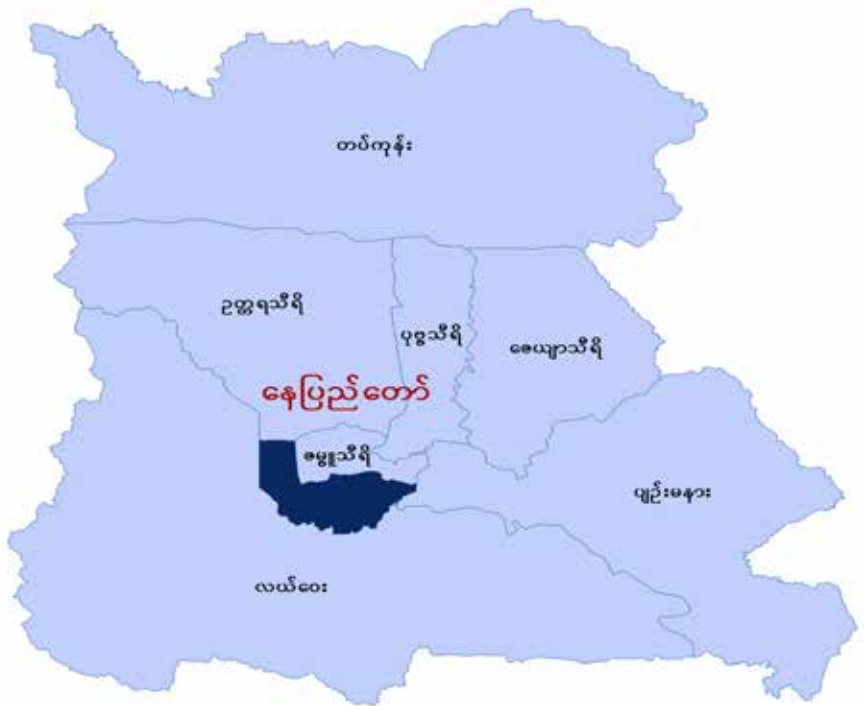 တပ်ကုန်း
ဥတ္တရသီရိ
ပုဗ္ဗသီရိ
ဇေယျာသီရိ
နေပြည်တော်
ဇမ္ဗူသီရိ
ပျဉ်းမနား
လယ်ဝေး